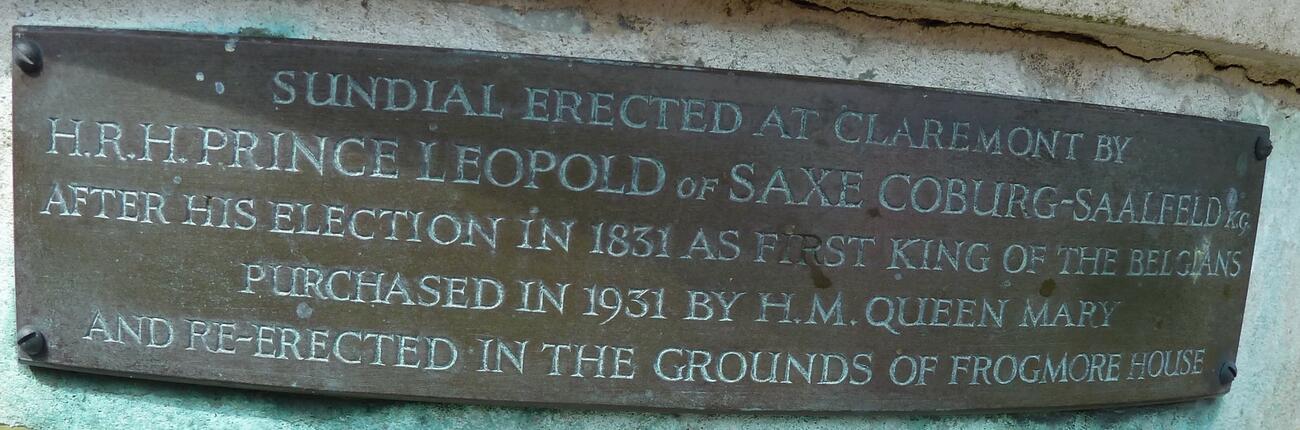 SUNDIAL ERECTED AT CLAREMONT BY
H.R.H. PRINCE LEOPOLD OF SAXE COBURG-SAALFELD K.G.
AFTER HIS ELECTION IN 1831 AS FIRST KING OF THE BELGIANS
PURCHASED IN 1931 BY H.M. QUEEN MARY
AND RE-ERECTED IN THE GROUNDS OF FROGMORE HOUSE